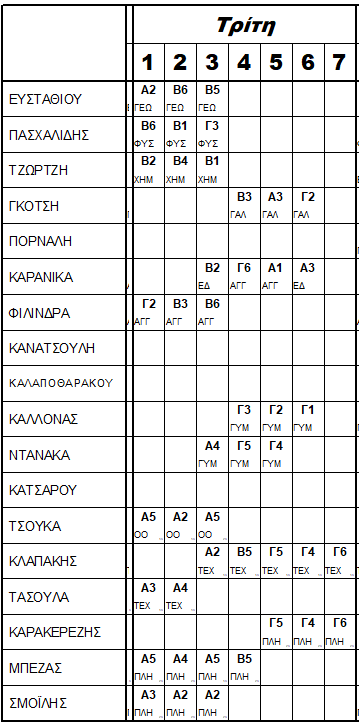 Τρίτη
1 2 3 4 5 6 7
ΕΥΣΤΑΘΙΟΥ Α2 Β6 Β5
ΓΕΩ ΓΕΩ ΓΕΩ
ΠΑΣΧΑΛΙΔΗΣ Β6 Β1 Γ3
ΦΥΣ ΦΥΣ ΦΥΣ
ΤΖΩΡΤΖΗ Β2 Β4 Β1
ΧΗΜ ΧΗΜ ΧΗΜ
ΓΚΟΤΣΗ Β3 Α3 Γ2
ΓΑΛ ΓΑΛ ΓΑΛ
ΠΟΡΝΑΛΗ
ΚΑΡΑΝΙΚΑ Β2 Γ6 Α1 Α3
ΕΔ ΑΓΓ ΑΓΓ ΕΔ
ΦΙΛΙΝΔΡΑ Γ2 Β3 Β6
ΑΓΓ ΑΓΓ ΑΓΓ
ΚΑΝΑΤΣΟΥΛΗ
ΚΑΛΑΠΟΘΑΡΑΚΟΥ
ΚΑΛΛΟΝΑΣ Γ3 Γ2 Γ1
ΓΥΜ ΓΥΜ ΓΥΜ
ΝΤΑΝΑΚΑ Α4 Γ5 Γ4
ΓΥΜ ΓΥΜ ΓΥΜ
ΚΑΤΣΑΡΟΥ
ΤΣΟΥΚΑ Α5 Α2 Α5
ΟΟ ΟΟ ΟΟ
ΚΛΑΠΑΚΗΣ Α2 Β5 Γ5 Γ4 Γ6
ΤΕΧ ΤΕΧ ΤΕΧ ΤΕΧ ΤΕΧ
ΤΑΣΟΥΛΑ Α3 Α4
ΤΕΧ ΤΕΧ
ΚΑΡΑΚΕΡΕΖΗΣ Γ5 Γ4 Γ6
ΠΛΗ ΠΛΗ ΠΛΗ
ΜΠΕΖΑΣ Α5 Α4 Α5 Β5
ΠΛΗ ΠΛΗ ΠΛΗ ΠΛΗ
ΣΜΟΪΛΗΣ Α3 Α2 Α2
ΠΛΗ ΠΛΗ ΠΛΗ